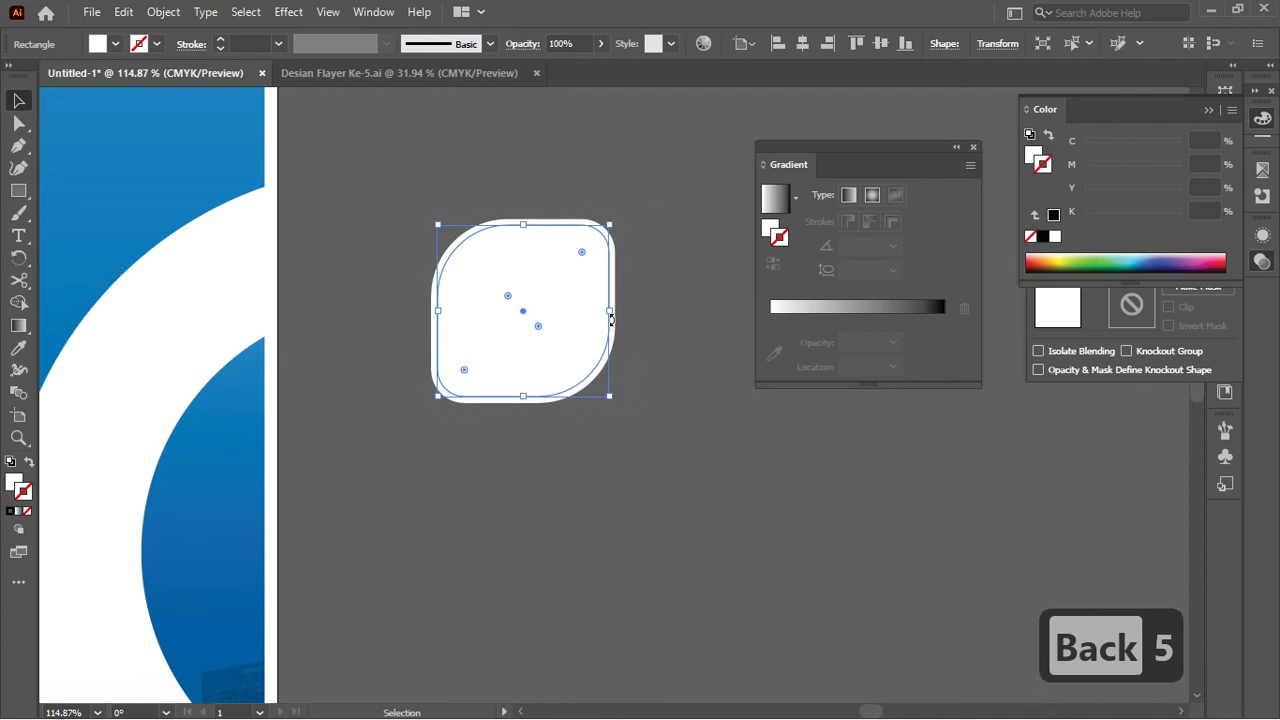 Ai File Edit Object Type Select Effect View Window Help Search Adobe Help
Rectangle Stroke: Basic Opacity: 100% Style: Shape: Transform
Untitled-1* @ 114.87 % (CMYK/Preview) Desian Flayer Ke-5.ai @ 31.94 % (CMYK/Preview)
Color
C %
M %
Y %
K %
Gradient
Type:
Stroke:
Opacity:
Location:
Clip
Invert Mask
Isolate Blending Knockout Group
Opacity & Mask Define Knockout Shape
Back 5
114.87% 0° 1 Selection